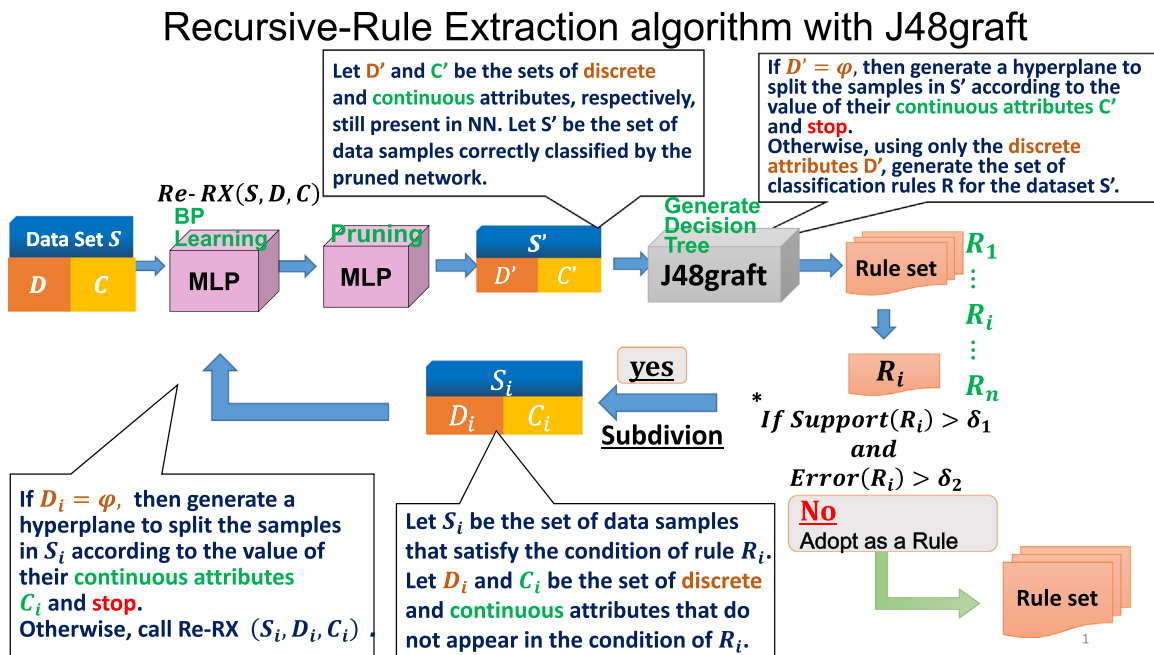 Recursive-Rule Extraction algorithm with J48graft
Let D’ and C’ be the sets of discrete
and continuous attributes, respectively,
still present in NN. Let S’ be the set of
data samples correctly classified by the
pruned network.
If D’ = φ, then generate a hyperplane to
split the samples in S’ according to the
value of their continuous attributes C’
and stop.
Otherwise, using only the discrete
attributes D’, generate the set of
classification rules R for the dataset S’.
Re-RX(S, D, C)
Data Set S
D
C
BP
Learning
MLP
Pruning
MLP
S’
D’
C’
Generate
Decision
Tree
J48graft
Rule set
R₁
⋮
Rᵢ
⋮
Rₙ
Rᵢ
*
If Support(Rᵢ) > δ₁
and
Error(Rᵢ) > δ₂
yes
Subdivion
Sᵢ
Dᵢ
Cᵢ
No
Adopt as a Rule
Rule set
If Dᵢ = φ, then generate a
hyperplane to split the samples
in Sᵢ according to the value of
their continuous attributes
Cᵢ and stop.
Otherwise, call Re-RX (Sᵢ, Dᵢ, Cᵢ) .
Let Sᵢ be the set of data samples
that satisfy the condition of rule Rᵢ.
Let Dᵢ and Cᵢ be the set of discrete
and continuous attributes that do
not appear in the condition of Rᵢ.
1